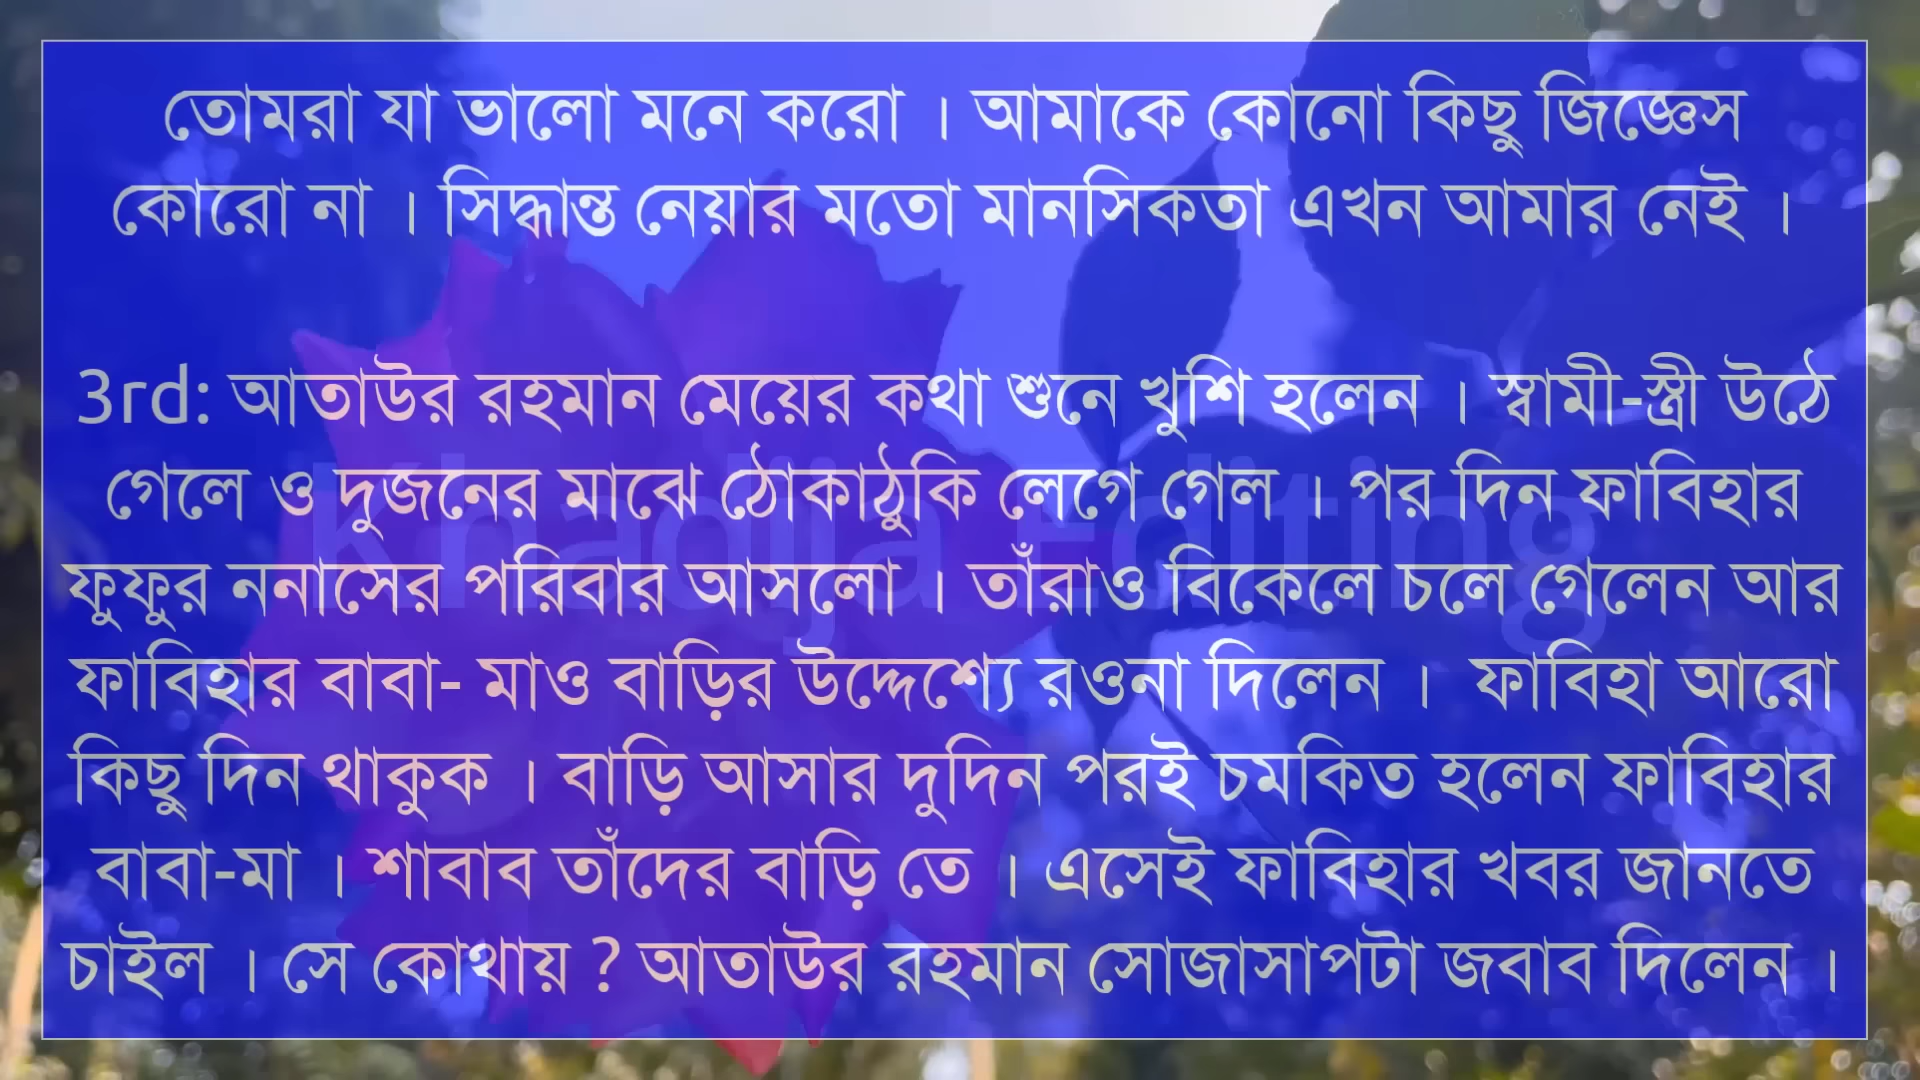 তোমরা যা ভালো মনে করো । আমাকে কোনো কিছু জিজ্ঞেস
কোরো না । সিদ্ধান্ত নেয়ার মতো মানসিকতা এখন আমার নেই ।
3rd: আতাউর রহমান মেয়ের কথা শুনে খুশি হলেন । স্বামী-স্ত্রী উঠে
গেলে ও দুজনের মাঝে ঠোকাঠুকি লেগে গেল । পর দিন ফাবিহার
ফুফুর ননাসের পরিবার আসলো । তাঁরাও বিকেলে চলে গেলেন আর
ফাবিহার বাবা- মাও বাড়ির উদ্দেশ্যে রওনা দিলেন । ফাবিহা আরো
কিছু দিন থাকুক । বাড়ি আসার দুদিন পরই চমকিত হলেন ফাবিহার
বাবা-মা । শাবাব তাঁদের বাড়ি তে । এসেই ফাবিহার খবর জানতে
চাইল । সে কোথায় ? আতাউর রহমান সোজাসাপটা জবাব দিলেন ।
Khadija Editing